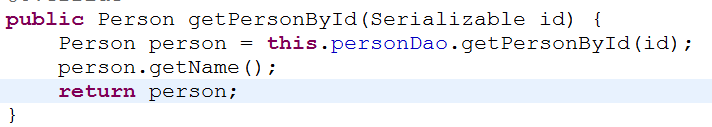 public Person getPersonById(Serializable id) {
    Person person = this.personDao.getPersonById(id);
    person.getName();
    return person;
}